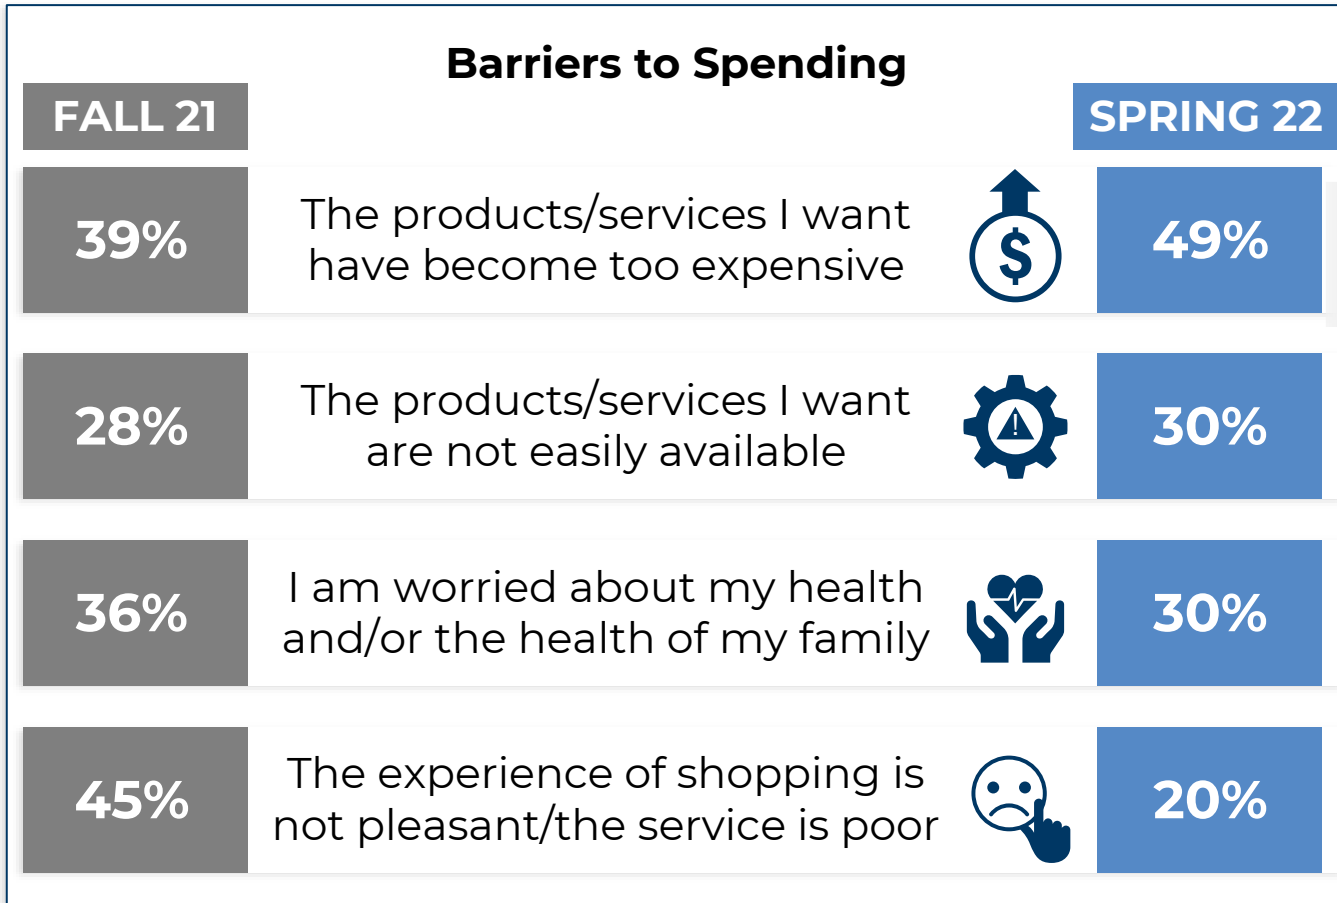 Barriers to Spending
FALL 21
SPRING 22
39%
The products/services I want
have become too expensive
$
49%
28%
The products/services I want
are not easily available
!
30%
36%
I am worried about my health
and/or the health of my family
30%
45%
The experience of shopping is
not pleasant/the service is poor
20%